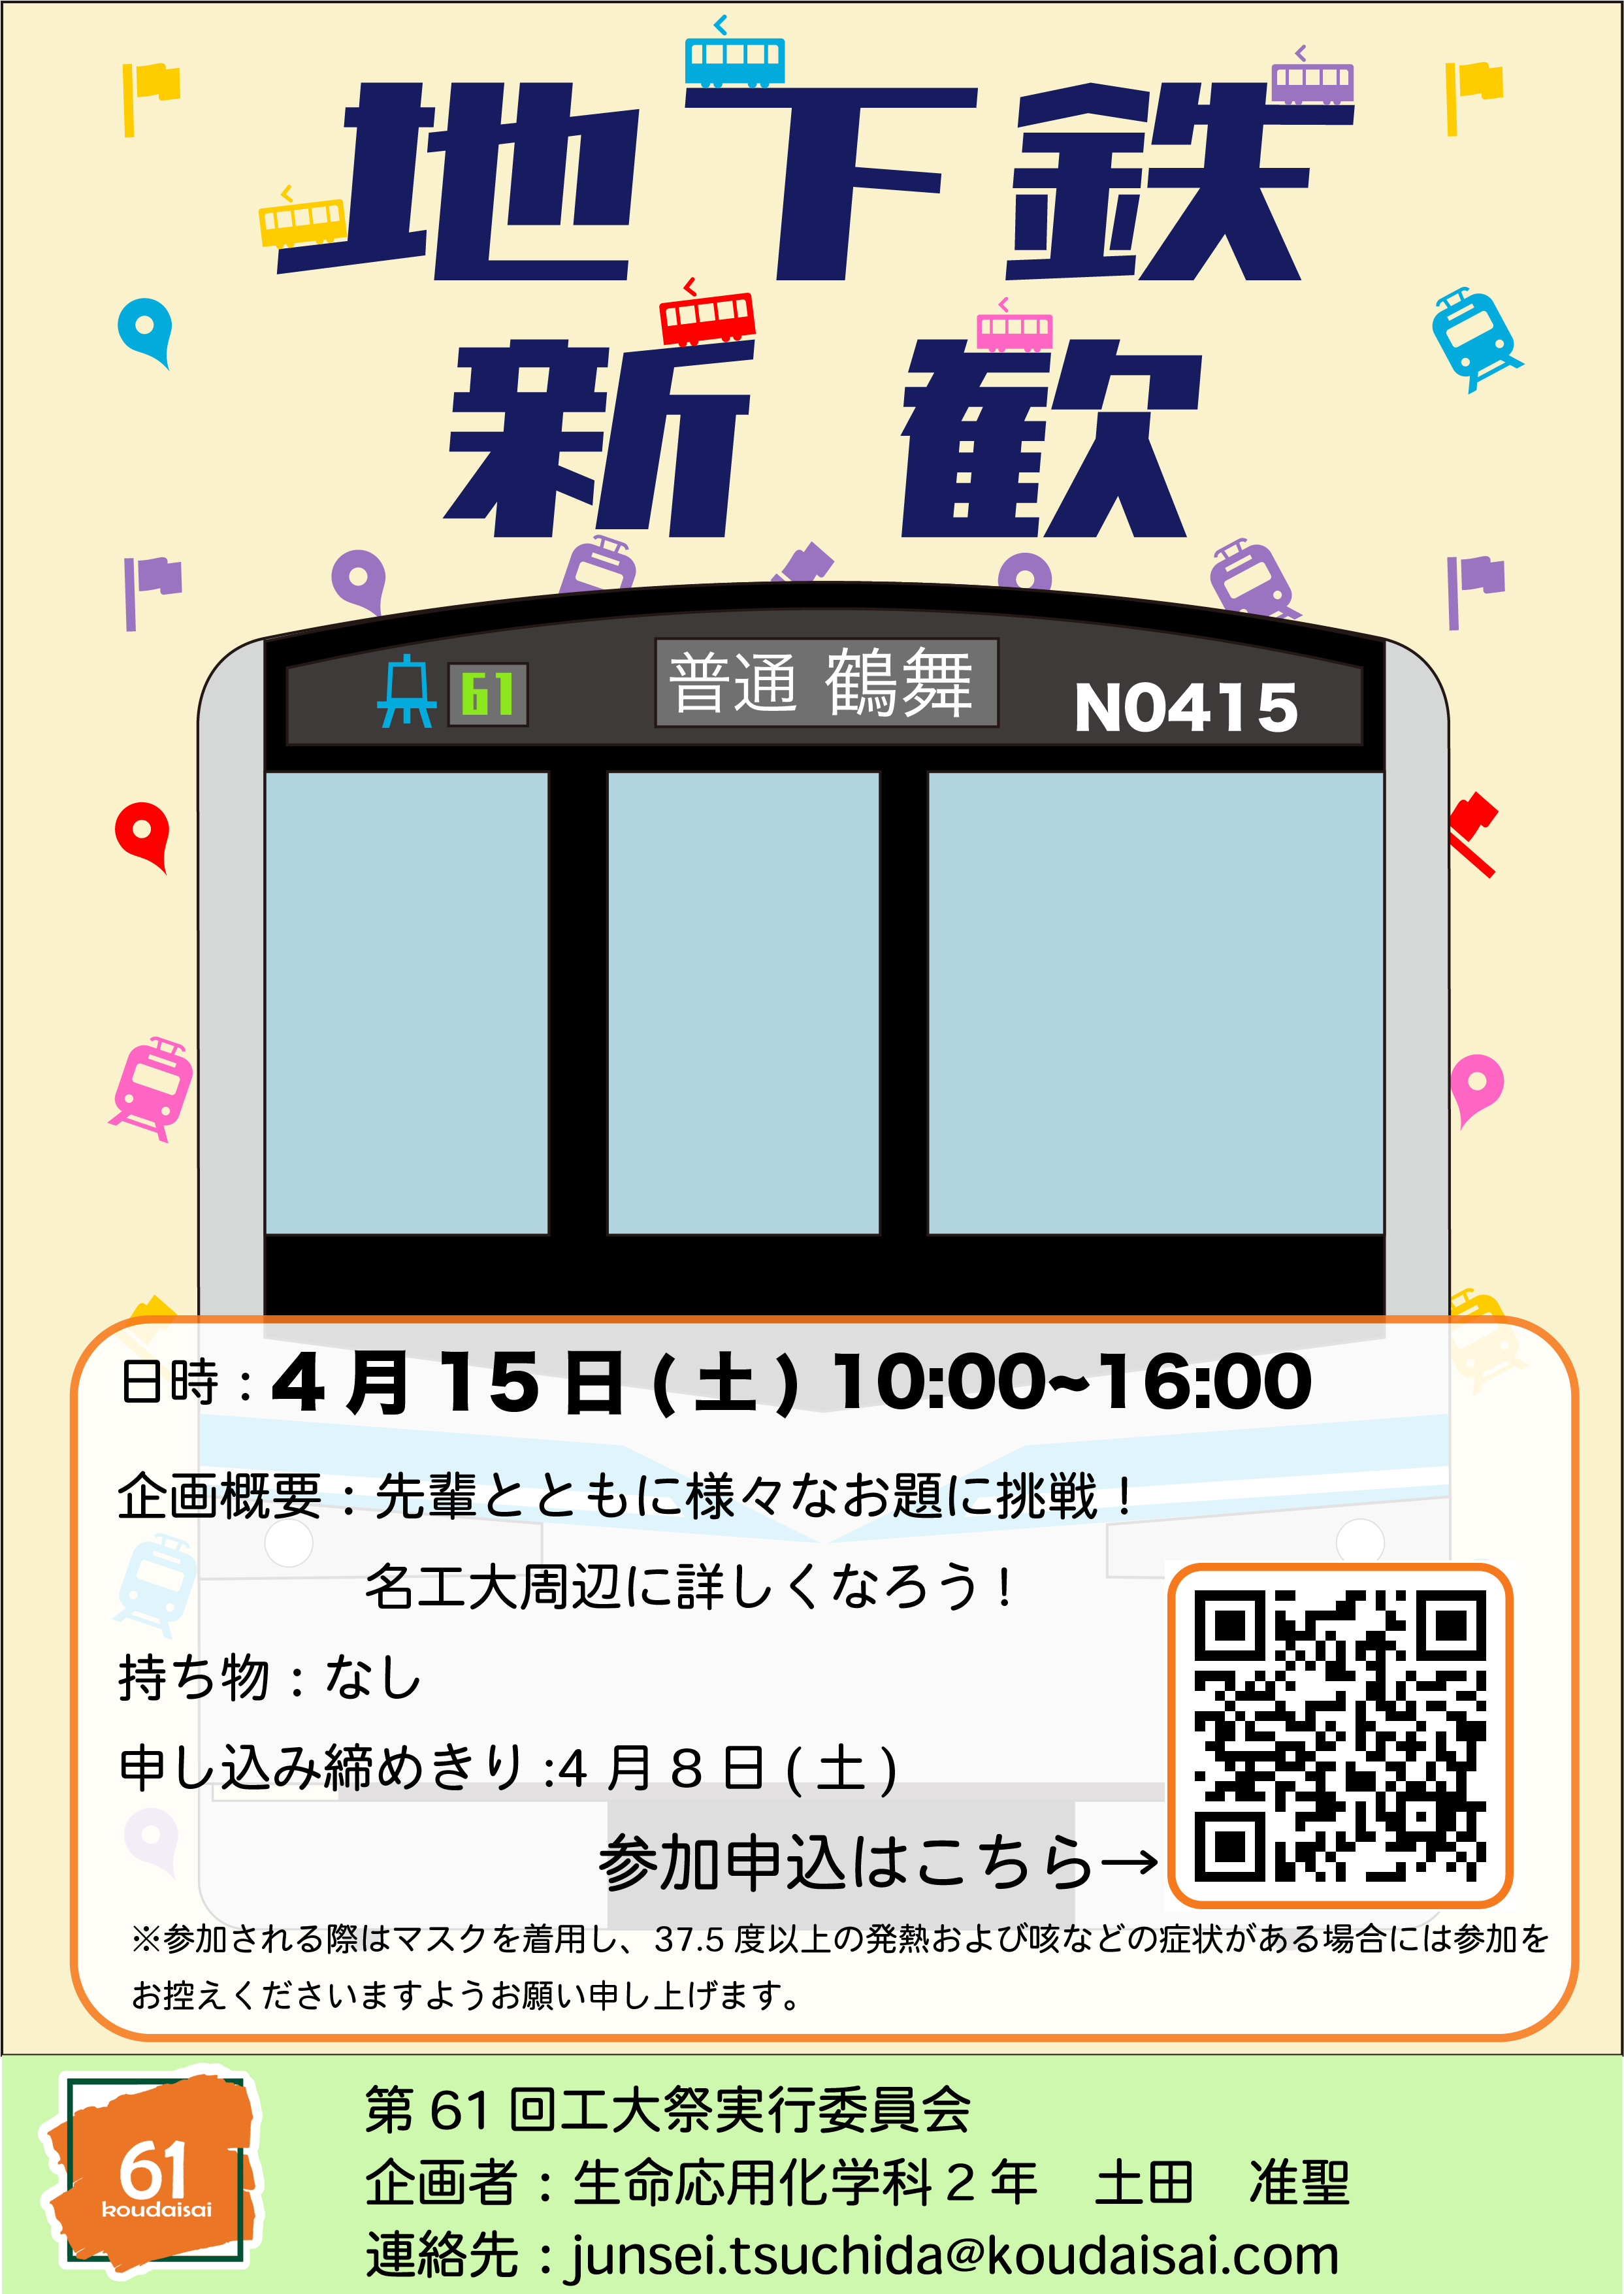 地下鉄
新歓
61
普通 鶴舞
N0415
日時：4月15日(土) 10:00~16:00
企画概要：先輩とともに様々なお題に挑戦！
名工大周辺に詳しくなろう！
持ち物：なし
申し込み締めきり:4月8日(土)
参加申込はこちら→
※参加される際はマスクを着用し、37.5度以上の発熱および咳などの症状がある場合には参加を
お控えくださいますようお願い申し上げます。
61
koudaisai
第61回工大祭実行委員会
企画者：生命応用化学科2年　土田　准聖
連絡先：junsei.tsuchida@koudaisai.com